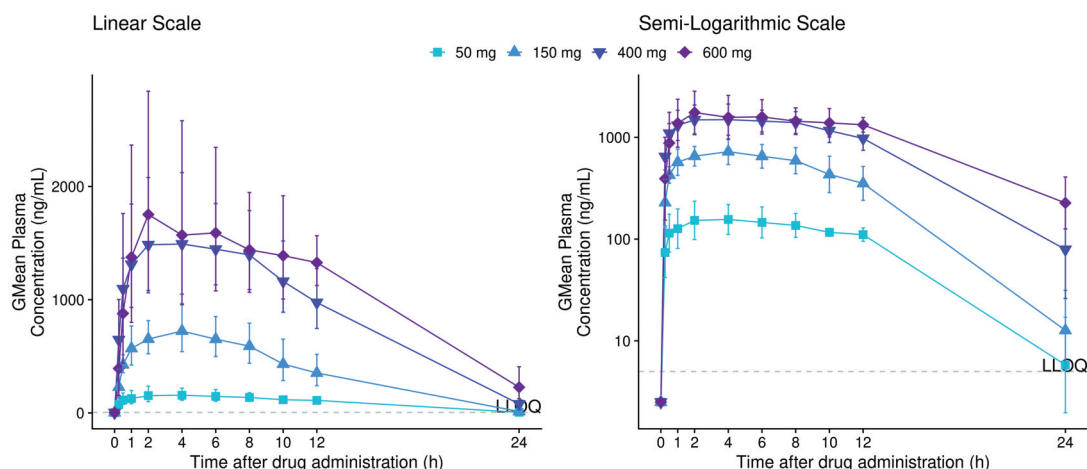 Linear Scale
Semi-Logarithmic Scale
50 mg 150 mg 400 mg 600 mg
GMean Plasma
Concentration (ng/mL)
2000
1000
0
LLOQ
0 1 2 4 6 8 10 12 24
Time after drug administration (h)
GMean Plasma
Concentration (ng/mL)
1000
100
10
LLOQ
0 1 2 4 6 8 10 12 24
Time after drug administration (h)